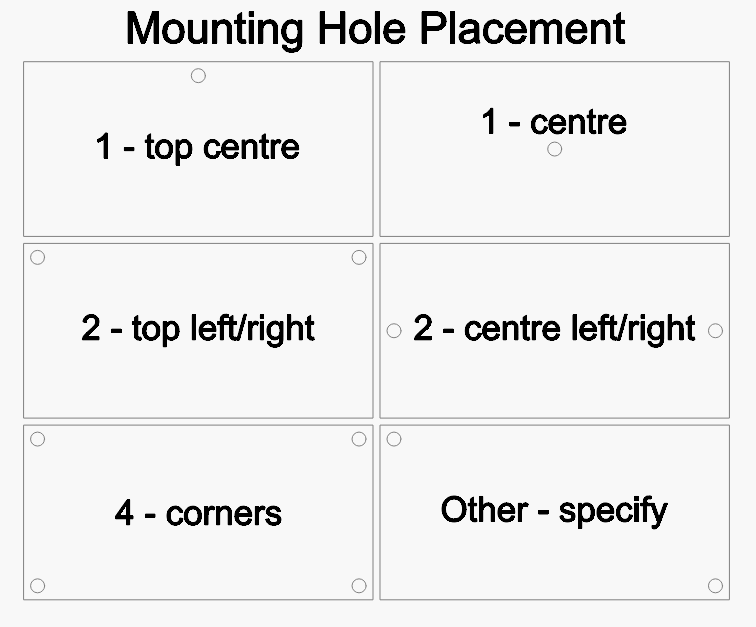 Mounting Hole Placement
1 - top centre
1 - centre
2 - top left/right
2 - centre left/right
4 - corners
Other - specify